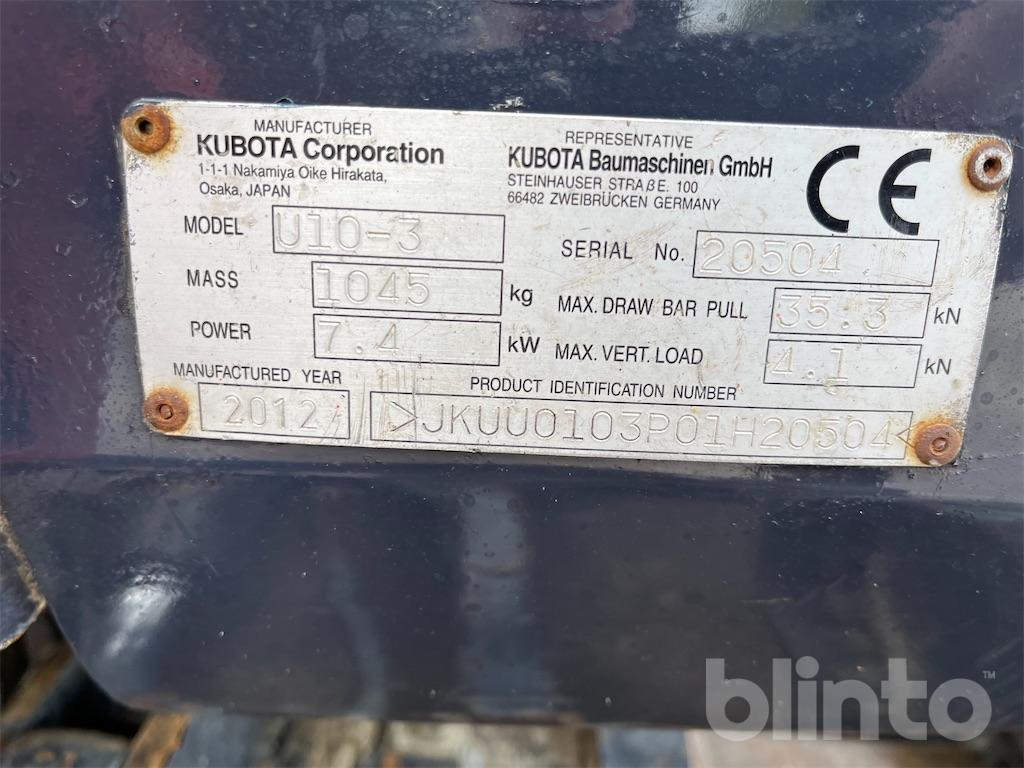 MANUFACTURER
KUBOTA Corporation
1-1-1 Nakamiya Oike Hirakata,
Osaka, JAPAN
REPRESENTATIVE
KUBOTA Baumaschinen GmbH
STEINHAUSER STRAßE. 100
66482 ZWEIBRÜCKEN GERMANY
CE
MODEL U10-3
SERIAL No. 20504
MASS 1045 kg
MAX. DRAW BAR PULL 35.3 kN
POWER 7.4 kW
MAX. VERT. LOAD 4.1 kN
MANUFACTURED YEAR
2012
PRODUCT IDENTIFICATION NUMBER
>JKUU0103P01H20504<
blinto™